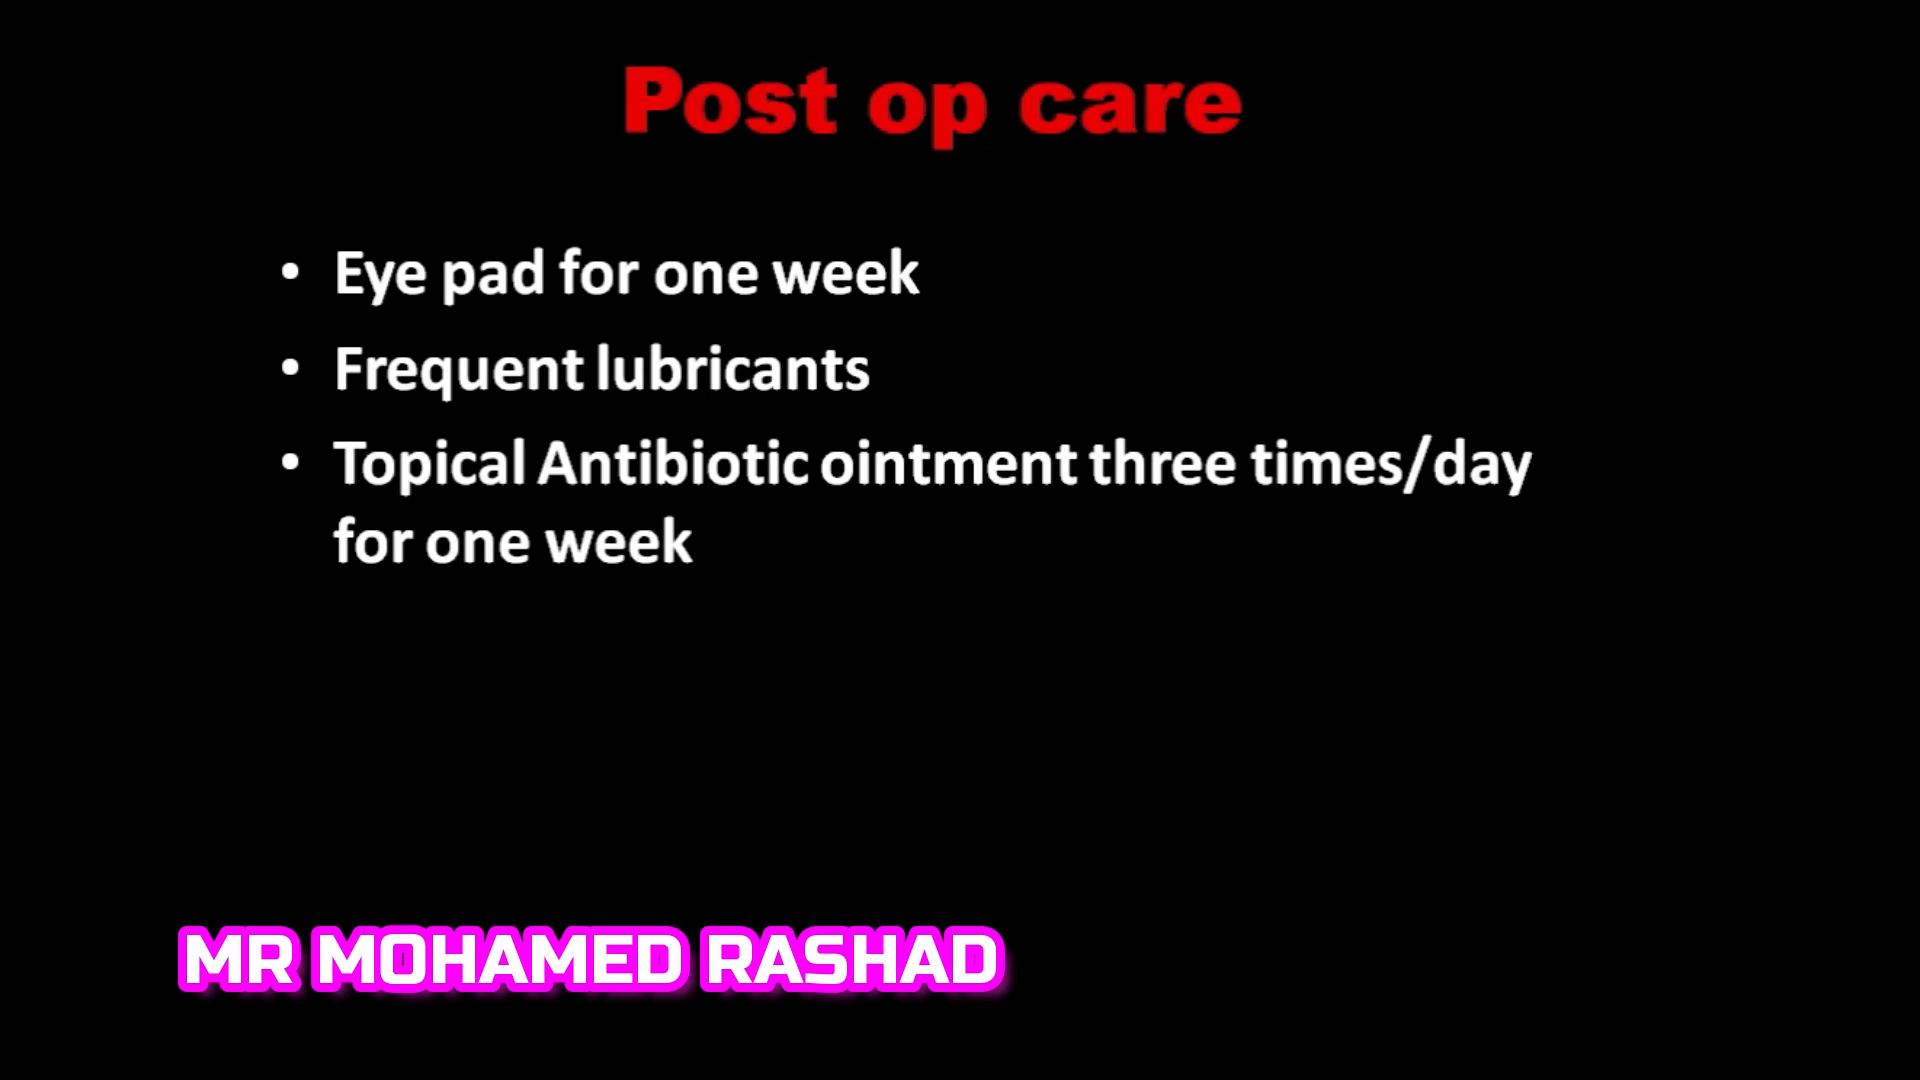 Post op care
• Eye pad for one week
• Frequent lubricants
• Topical Antibiotic ointment three times/day
for one week
MR MOHAMED RASHAD